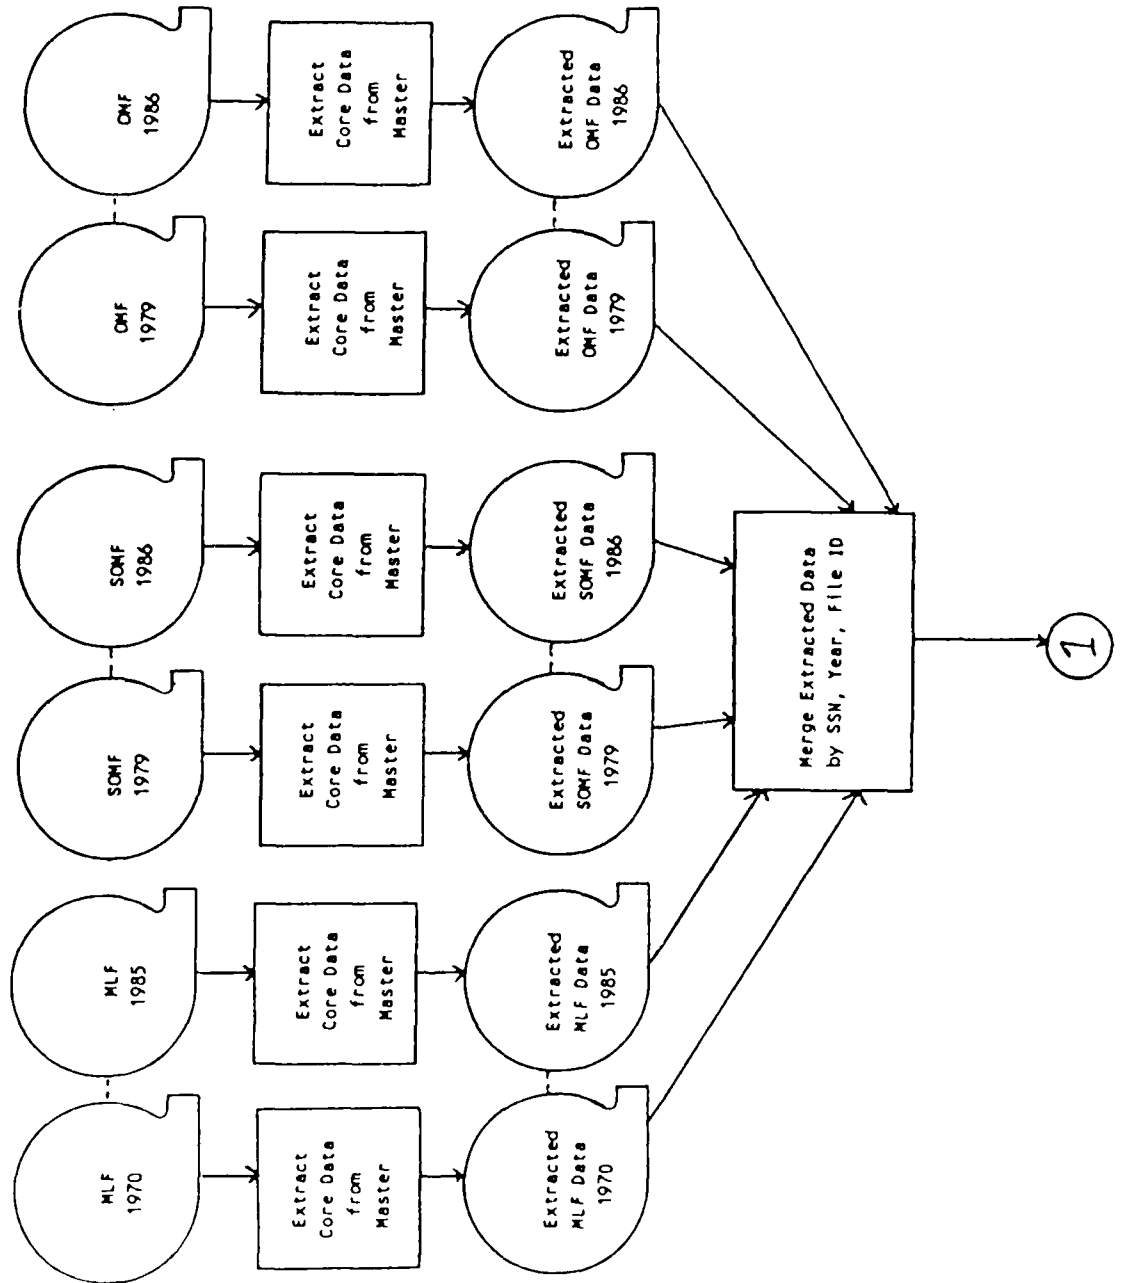 MLF
1970
MLF
1985
SOMF
1979
SOMF
1986
OMF
1979
OMF
1986
Extract
Core Data
from
Master
Extract
Core Data
from
Master
Extract
Core Data
from
Master
Extract
Core Data
from
Master
Extract
Core Data
from
Master
Extract
Core Data
from
Master
Extracted
MLF Data
1970
Extracted
MLF Data
1985
Extracted
SOMF Data
1979
Extracted
SOMF Data
1986
Extracted
OMF Data
1979
Extracted
OMF Data
1986
Merge Extracted Data
by SSN, Year, File ID
1